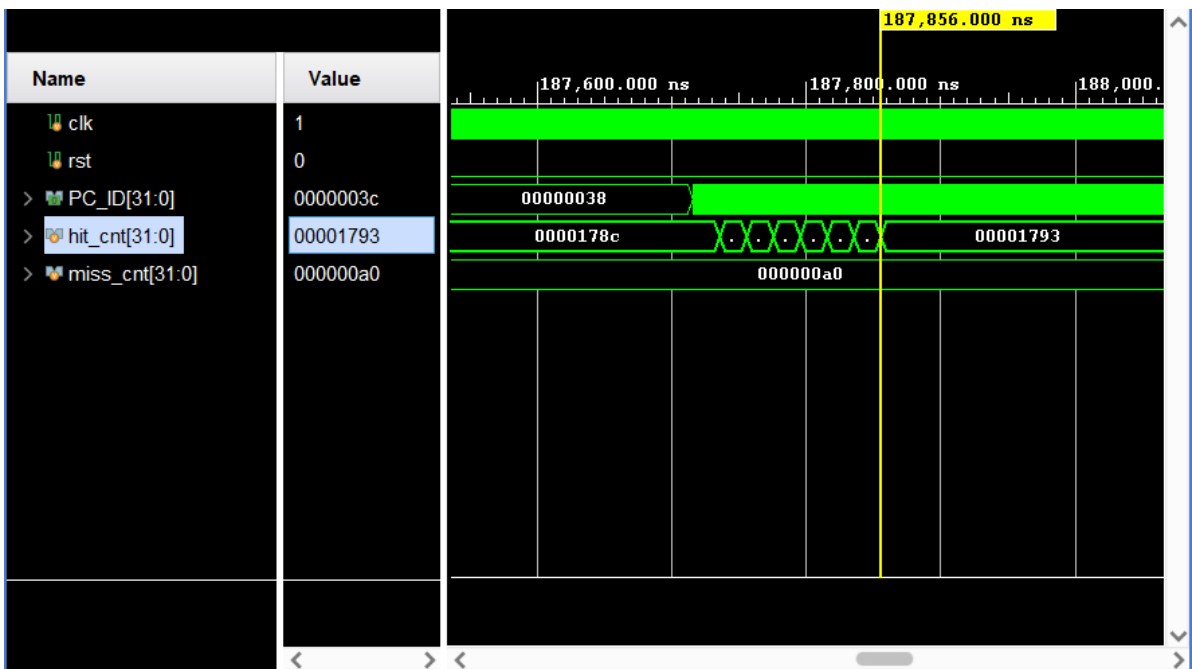 187,856.000 ns
Name Value
187,600.000 ns 187,800.000 ns 188,000.
clk 1
rst 0
PC_ID[31:0] 0000003c 00000038
hit_cnt[31:0] 00001793 0000178c . . . . . . 00001793
miss_cnt[31:0] 000000a0 000000a0